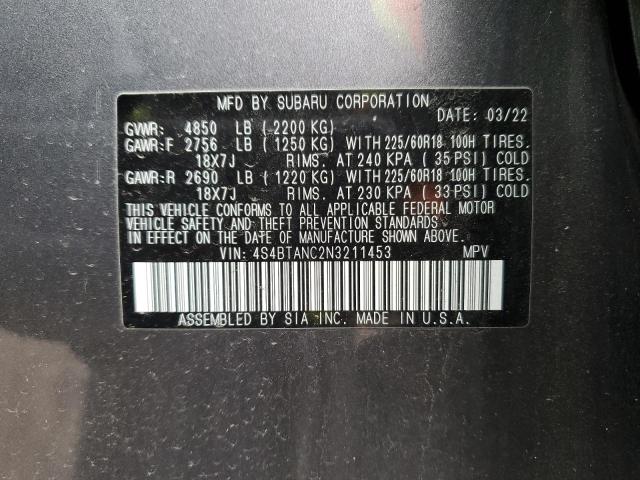 MFD BY SUBARU CORPORATION
DATE: 03/22
GVWR: 4850 LB (2200 KG)
GAWR:F 2756 LB (1250 KG) WITH 225/60R18 100H TIRES.
18X7J RIMS. AT 240 KPA (35 PSI) COLD
GAWR:R 2690 LB (1220 KG) WITH 225/60R18 100H TIRES.
18X7J RIMS. AT 230 KPA (33 PSI) COLD
THIS VEHICLE CONFORMS TO ALL APPLICABLE FEDERAL MOTOR
VEHICLE SAFETY AND THEFT PREVENTION STANDARDS
IN EFFECT ON THE DATE OF MANUFACTURE SHOWN ABOVE.
VIN: 4S4BTANC2N3211453 MPV
ASSEMBLED BY SIA INC. MADE IN U.S.A.